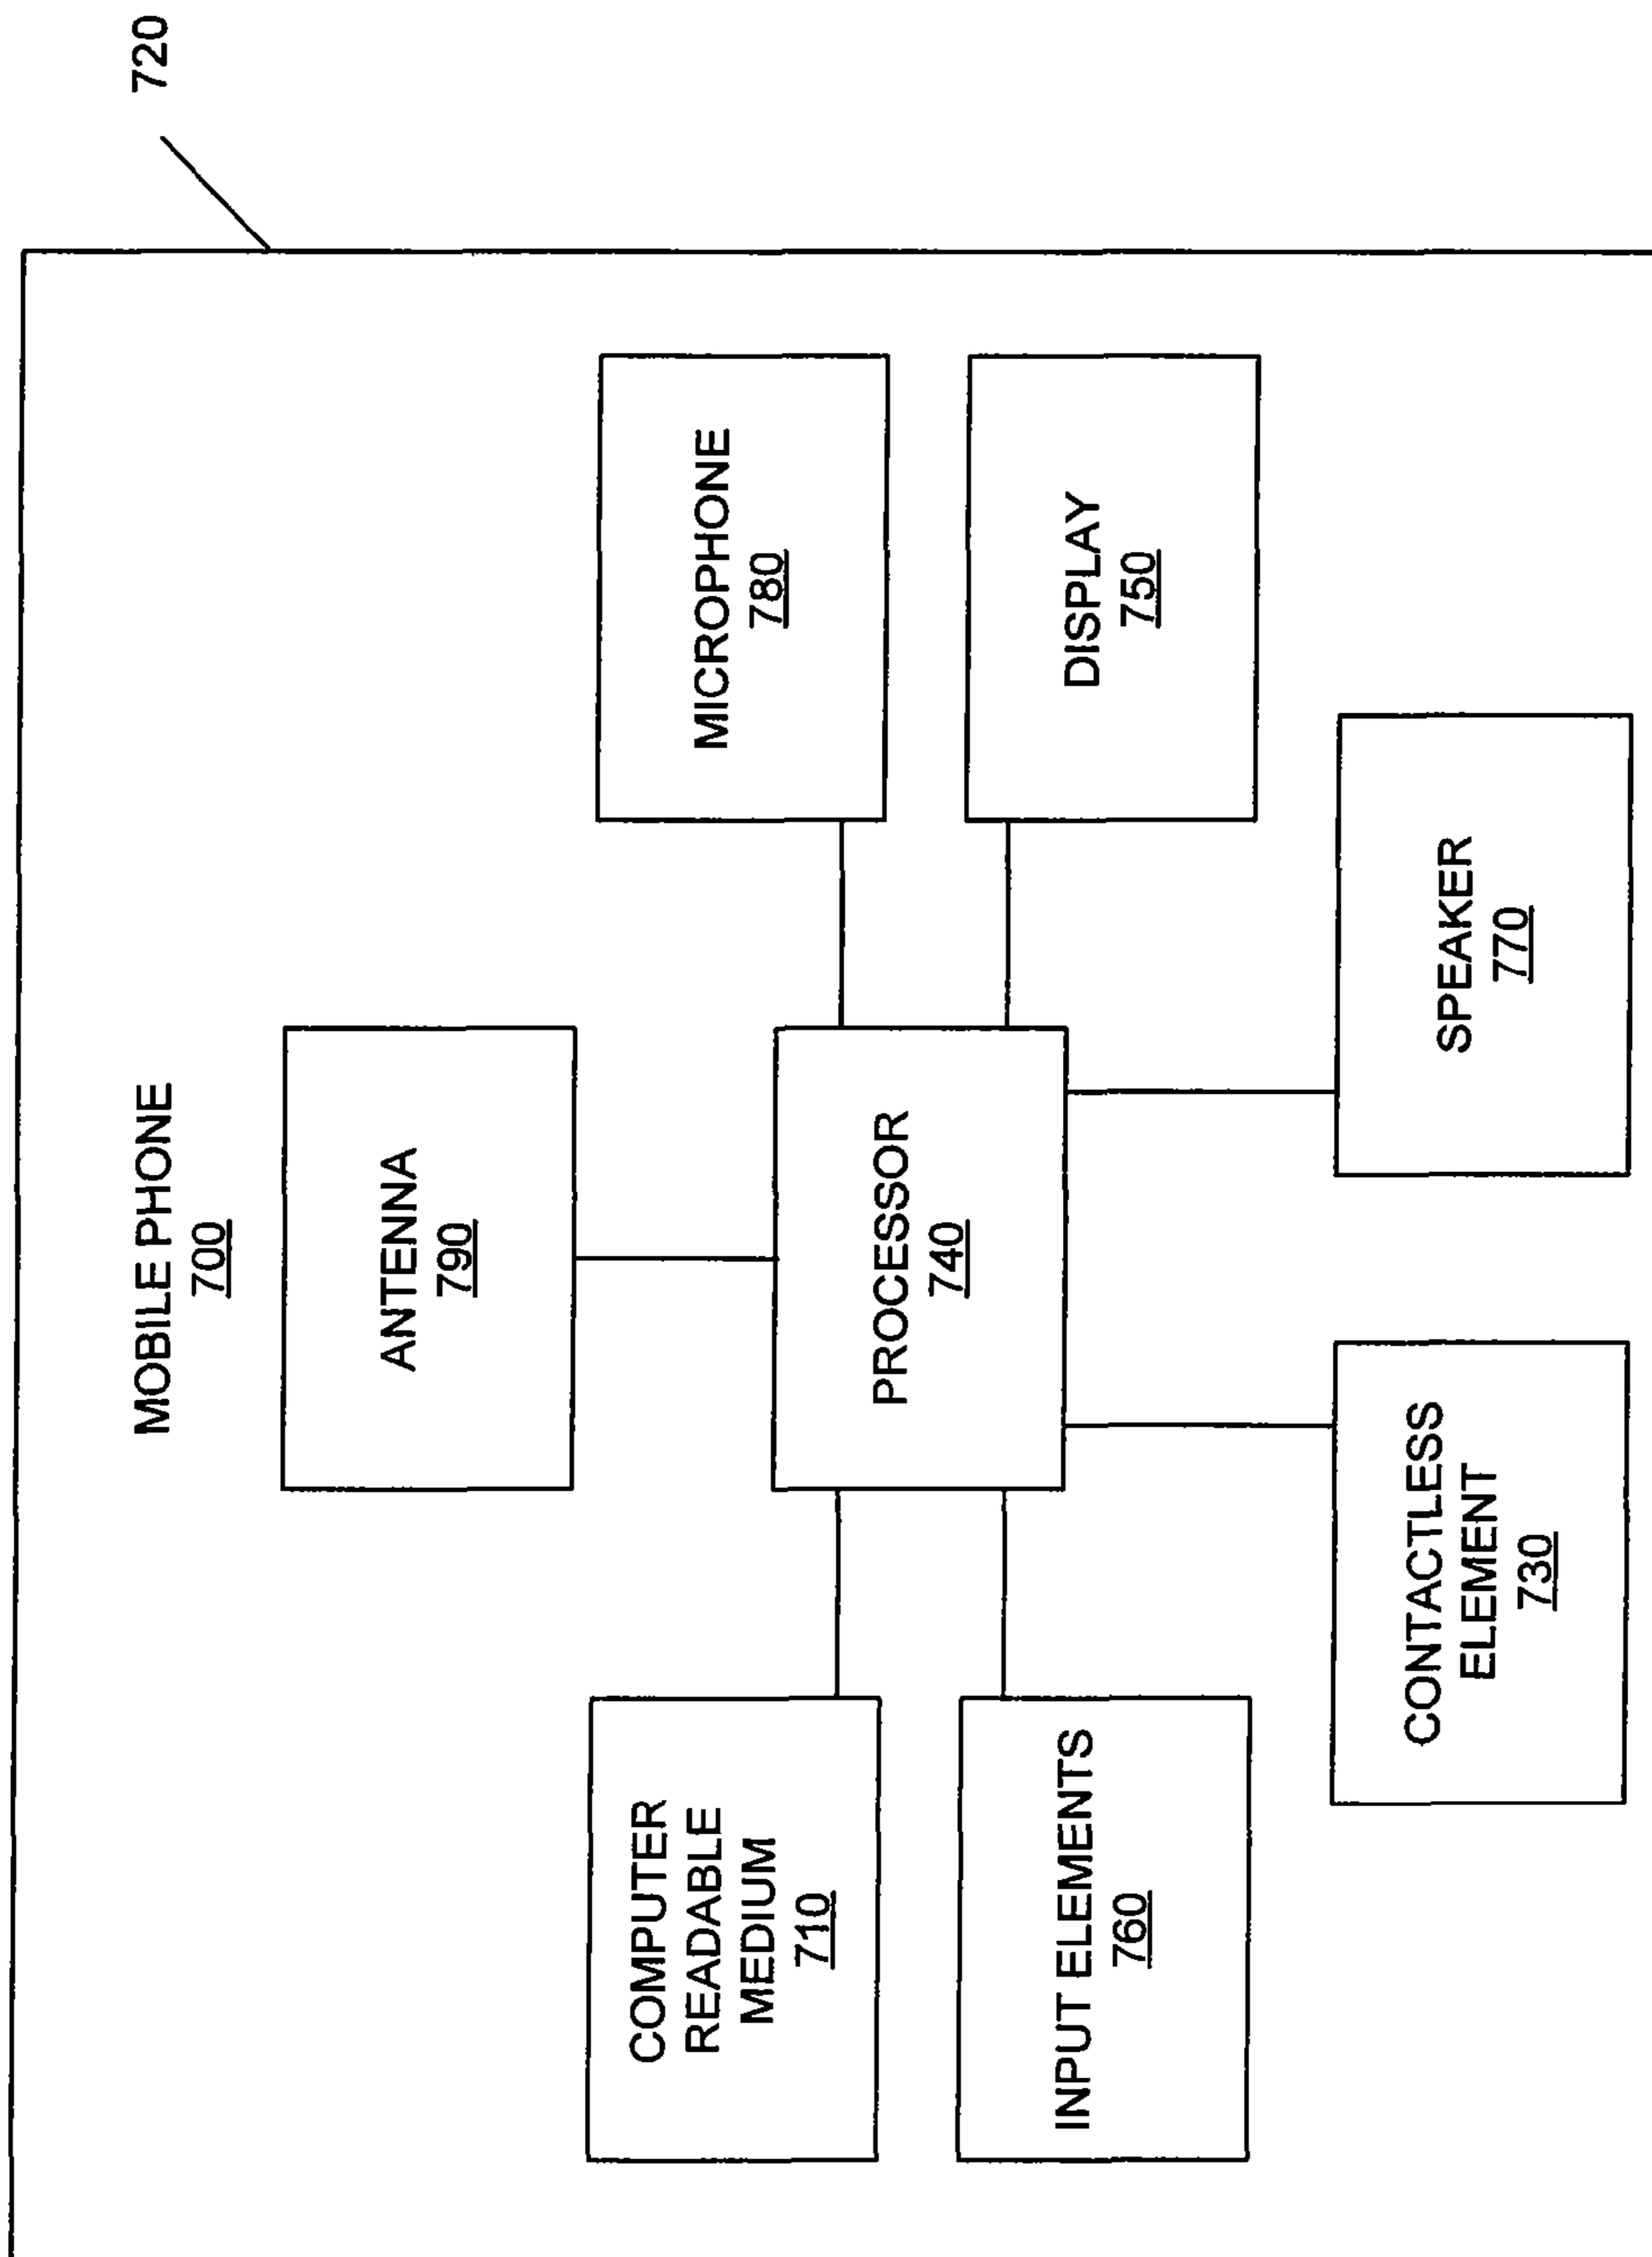 720
MOBILE PHONE
700
ANTENNA
790
COMPUTER
READABLE
MEDIUM
710
MICROPHONE
780
PROCESSOR
740
INPUT ELEMENTS
760
DISPLAY
750
CONTACTLESS
ELEMENT
730
SPEAKER
770